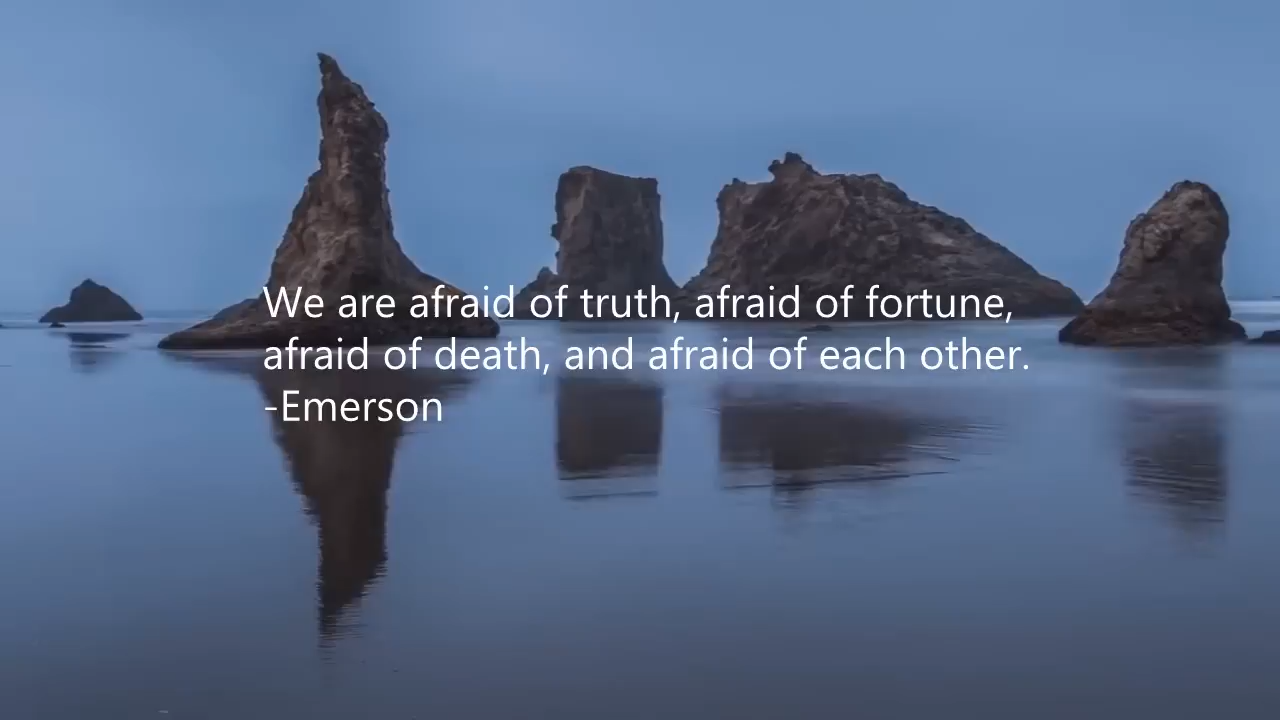 We are afraid of truth, afraid of fortune,
afraid of death, and afraid of each other.
-Emerson